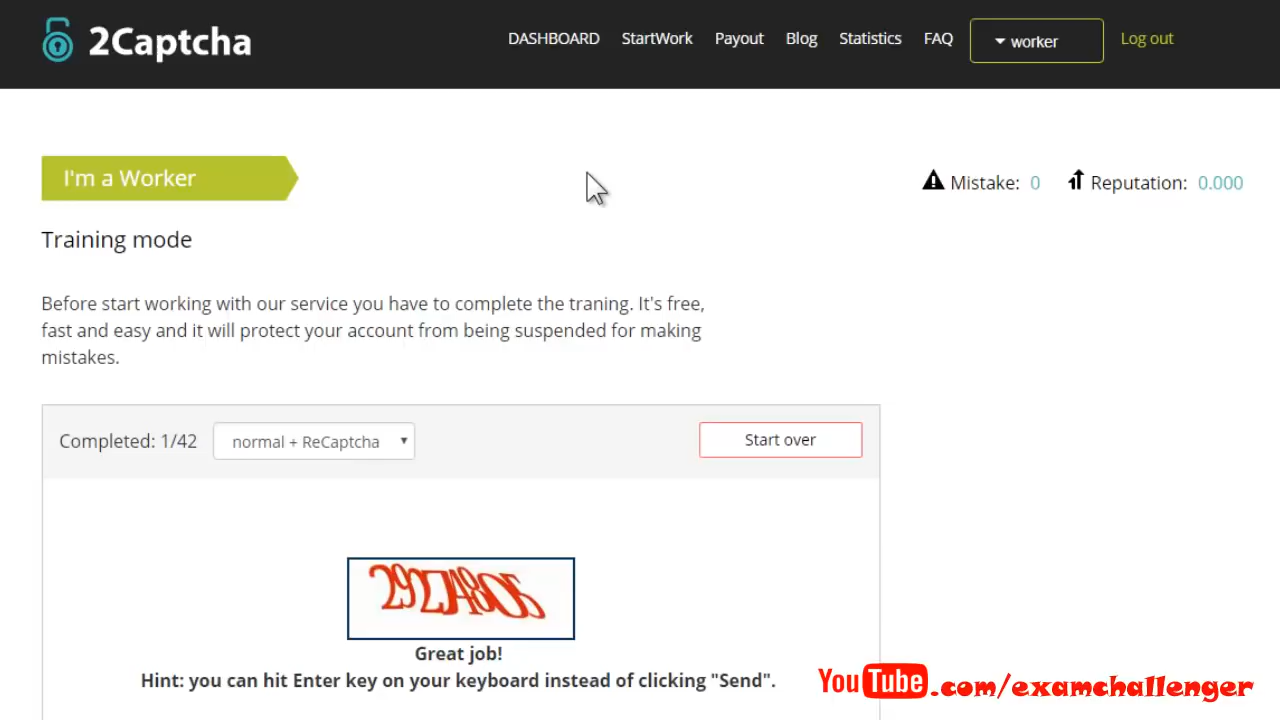 2Captcha
DASHBOARD StartWork Payout Blog Statistics FAQ worker Log out
I'm a Worker
Mistake: 0 Reputation: 0.000
Training mode
Before start working with our service you have to complete the traning. It's free,
fast and easy and it will protect your account from being suspended for making
mistakes.
Completed: 1/42 normal + ReCaptcha Start over
Great job!
Hint: you can hit Enter key on your keyboard instead of clicking "Send".
YouTube.com/examchallenger